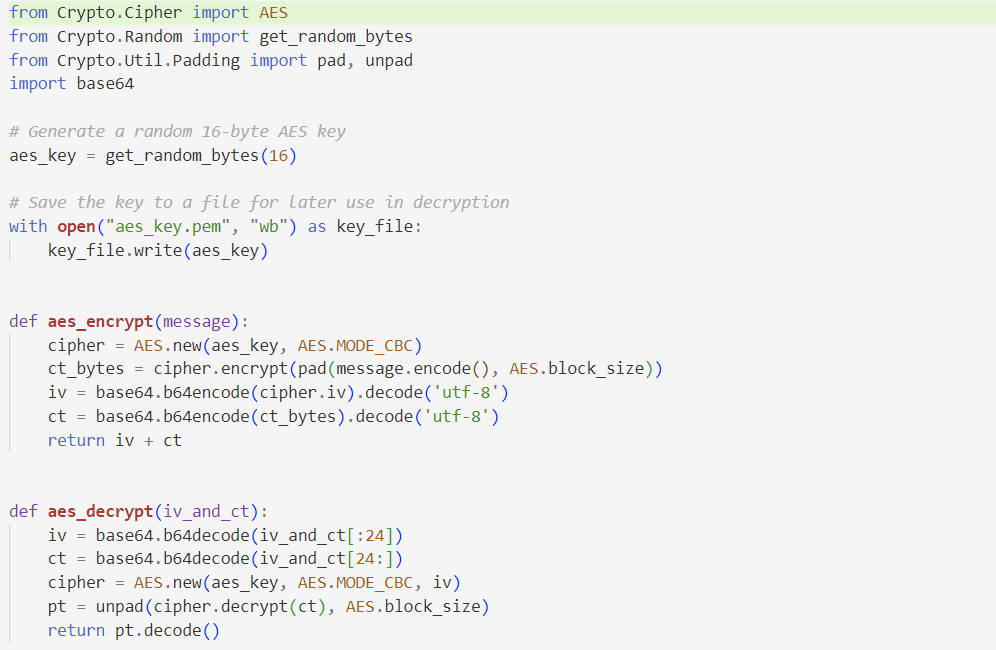 from Crypto.Cipher import AES
from Crypto.Random import get_random_bytes
from Crypto.Util.Padding import pad, unpad
import base64

# Generate a random 16-byte AES key
aes_key = get_random_bytes(16)

# Save the key to a file for later use in decryption
with open("aes_key.pem", "wb") as key_file:
    key_file.write(aes_key)


def aes_encrypt(message):
    cipher = AES.new(aes_key, AES.MODE_CBC)
    ct_bytes = cipher.encrypt(pad(message.encode(), AES.block_size))
    iv = base64.b64encode(cipher.iv).decode('utf-8')
    ct = base64.b64encode(ct_bytes).decode('utf-8')
    return iv + ct


def aes_decrypt(iv_and_ct):
    iv = base64.b64decode(iv_and_ct[:24])
    ct = base64.b64decode(iv_and_ct[24:])
    cipher = AES.new(aes_key, AES.MODE_CBC, iv)
    pt = unpad(cipher.decrypt(ct), AES.block_size)
    return pt.decode()